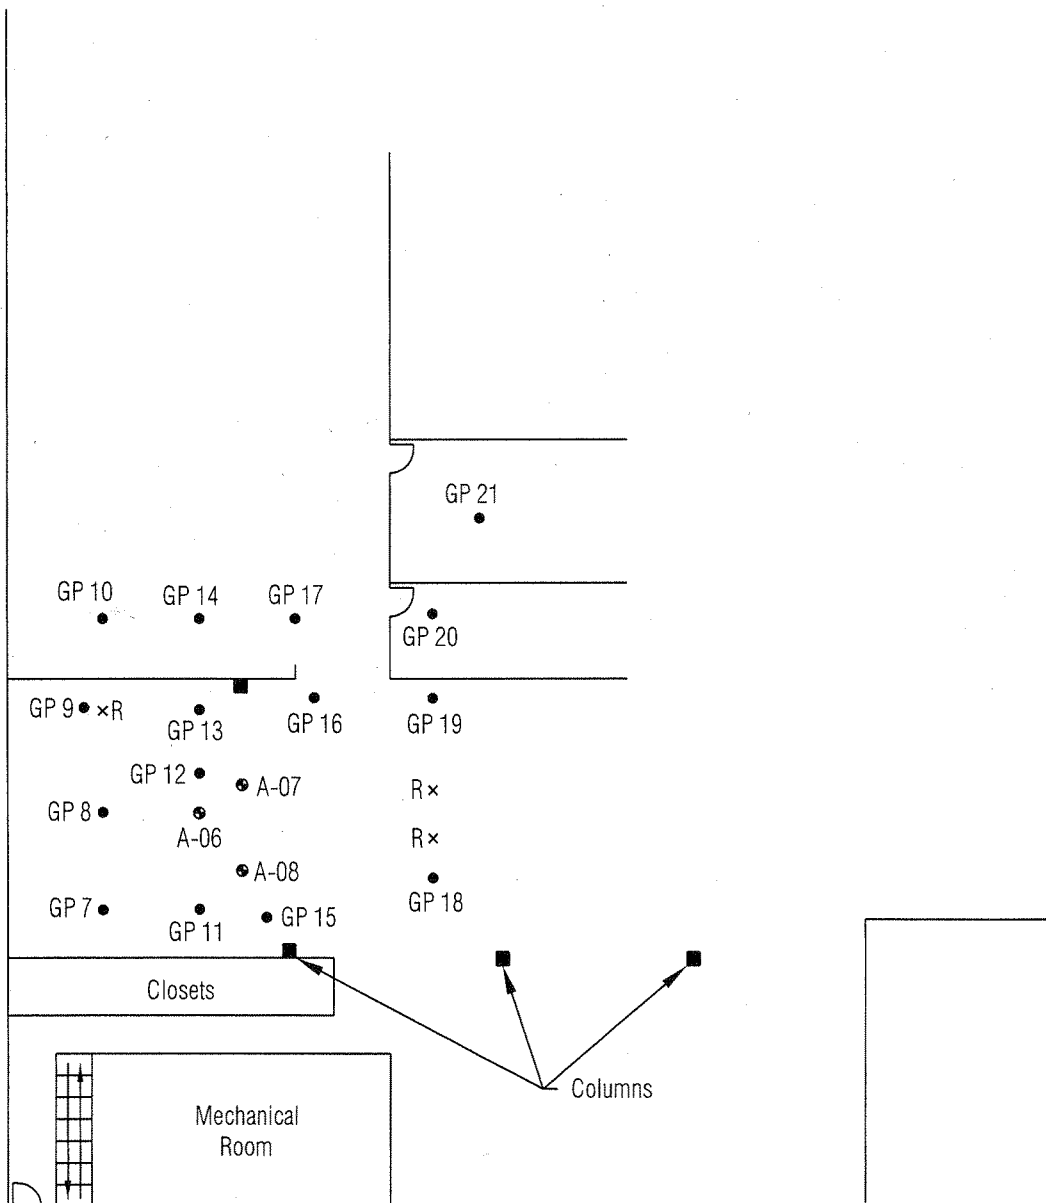 GP 21
GP 10
GP 14
GP 17
GP 20
GP 9
R
GP 13
GP 16
GP 19
GP 12
A-07
R
GP 8
A-06
R
A-08
GP 18
GP 7
GP 11
GP 15
Closets
Columns
Mechanical
Room